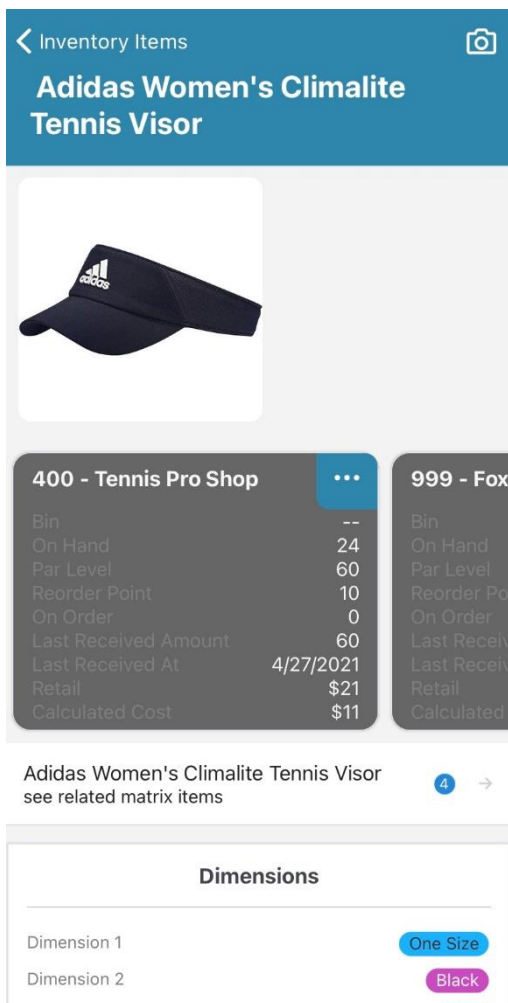 Inventory Items
Adidas Women's Climalite
Tennis Visor
adidas
400 - Tennis Pro Shop
Bin --
On Hand 24
Par Level 60
Reorder Point 10
On Order 0
Last Received Amount 60
Last Received At 4/27/2021
Retail $21
Calculated Cost $11
999 - Fox
Bin
On Hand
Par Level
Reorder Po
On Order
Last Receiv
Last Receiv
Retail
Calculated
Adidas Women's Climalite Tennis Visor 4
see related matrix items
Dimensions
Dimension 1 One Size
Dimension 2 Black